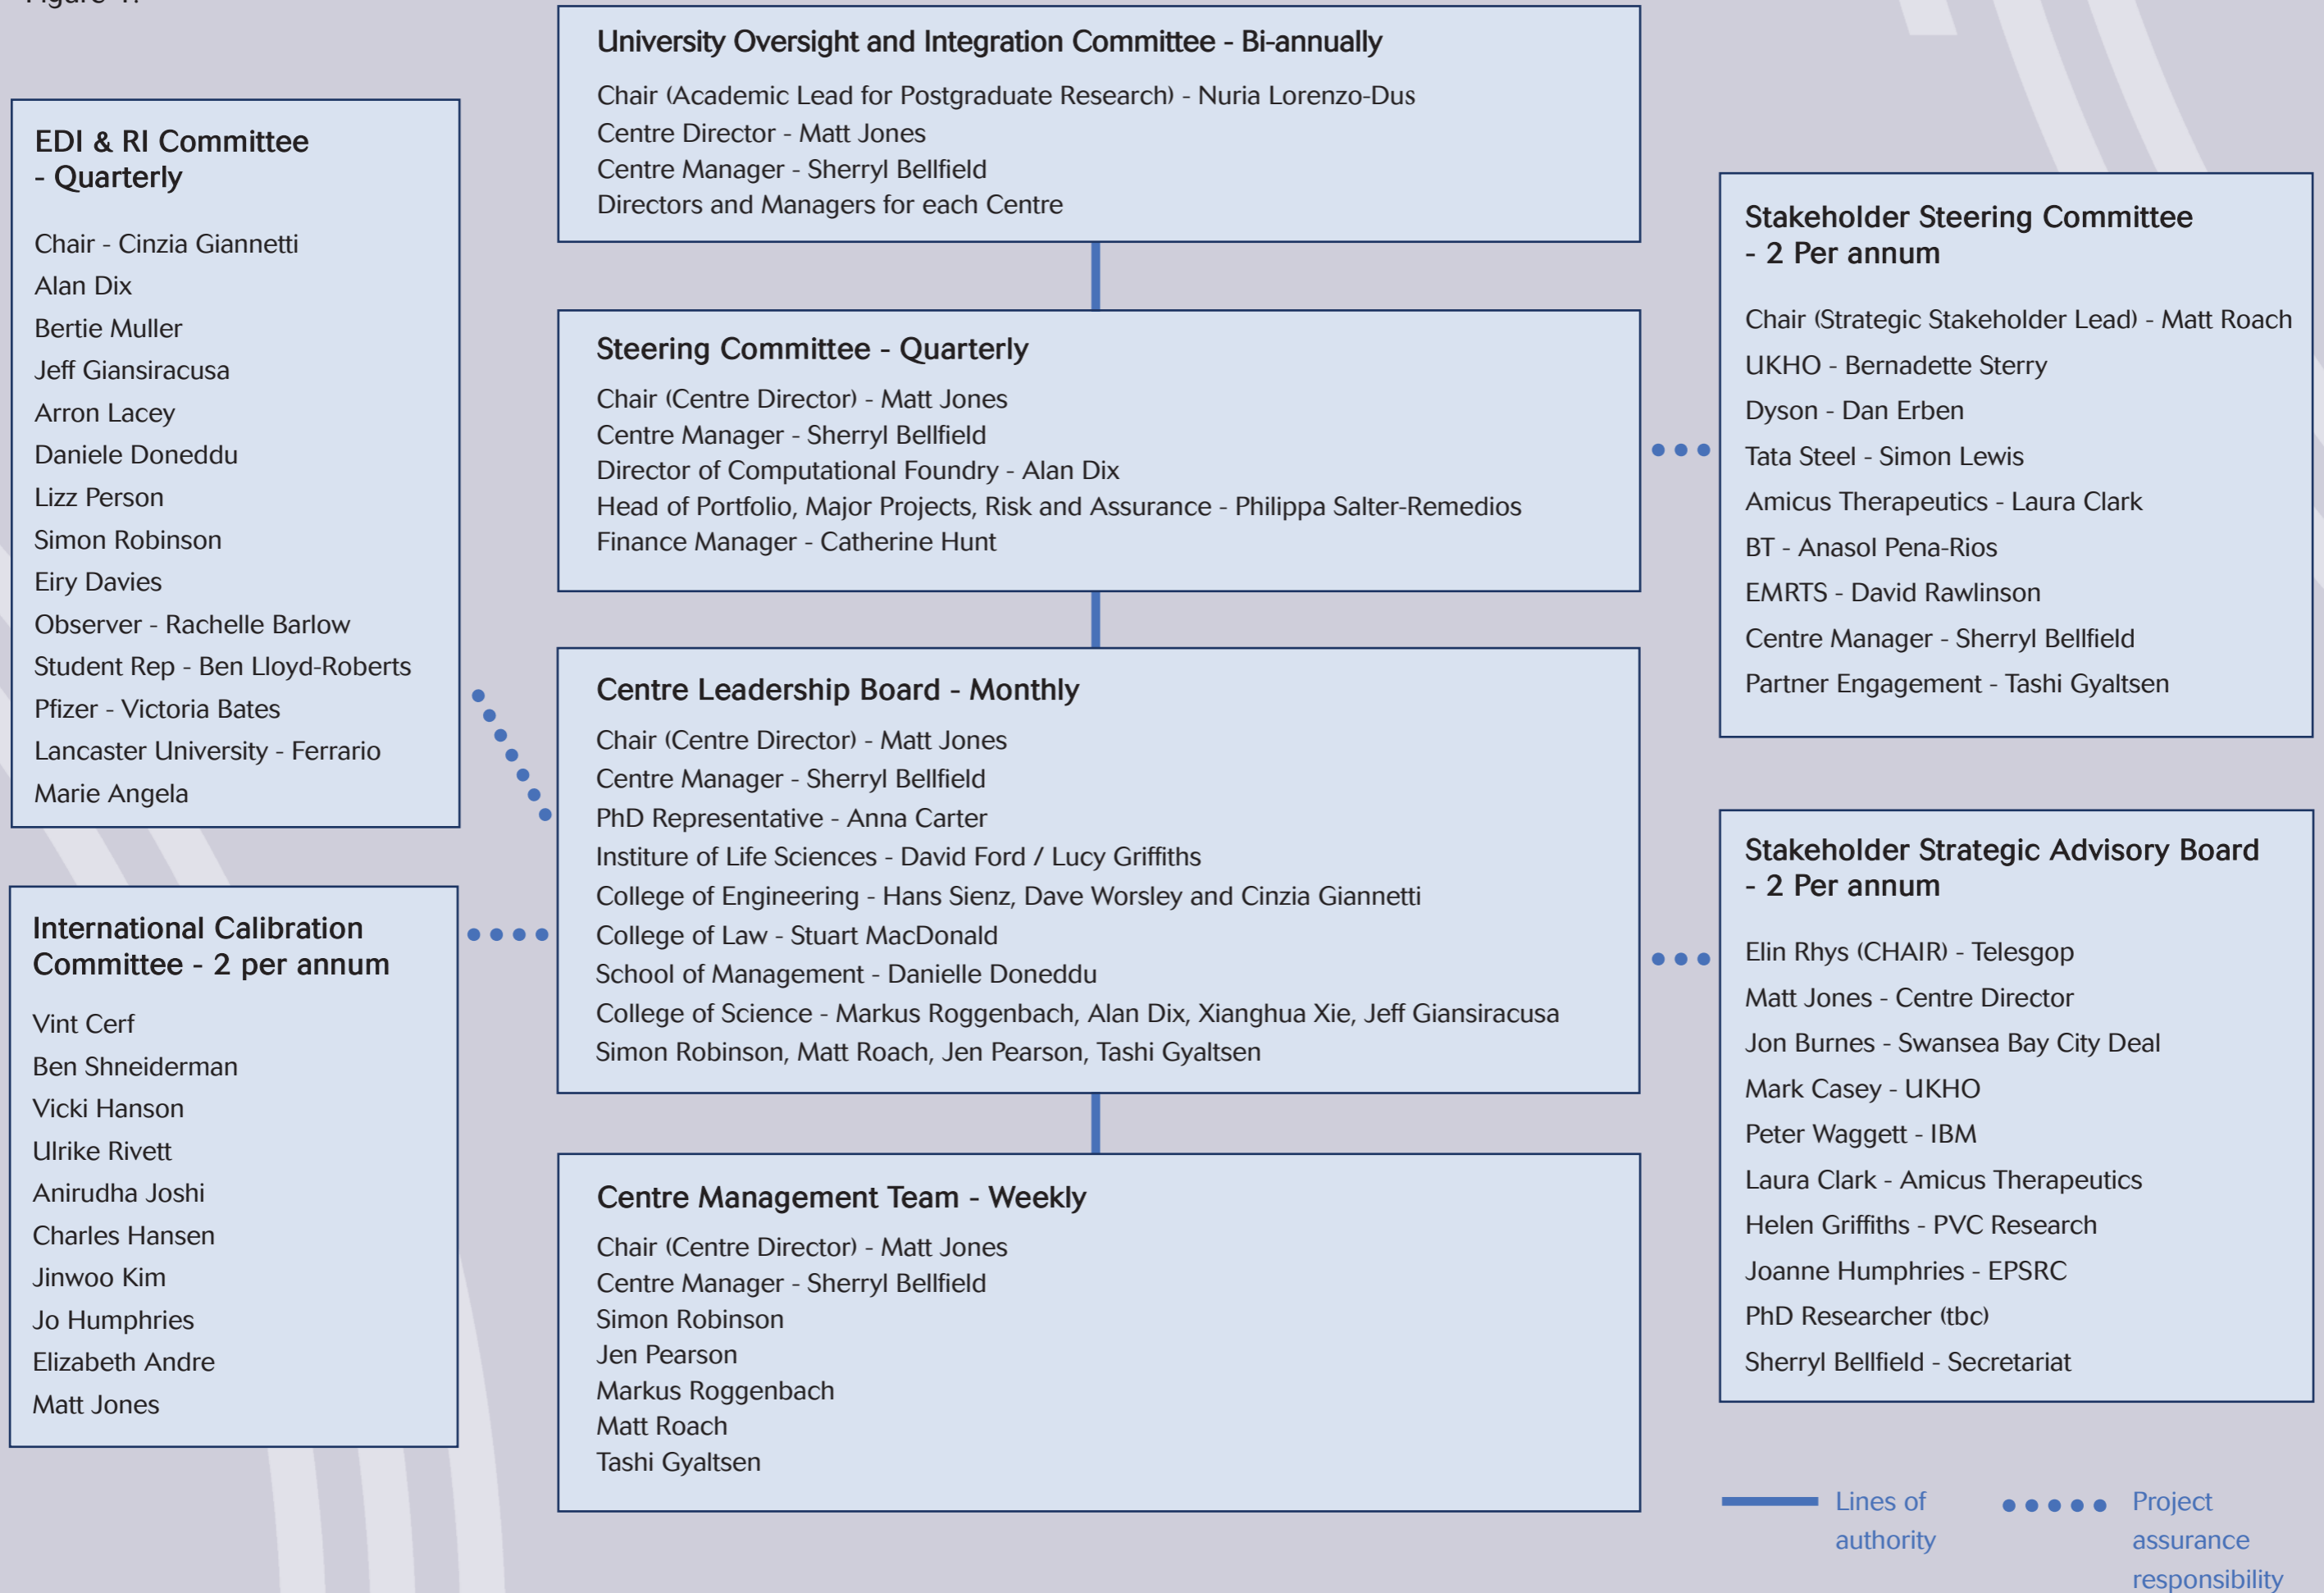 University Oversight and Integration Committee - Bi-annually
Chair (Academic Lead for Postgraduate Research) - Nuria Lorenzo-Dus
Centre Director - Matt Jones
Centre Manager - Sherryl Bellfield
Directors and Managers for each Centre
EDI & RI Committee
- Quarterly
Chair - Cinzia Giannetti
Alan Dix
Bertie Muller
Jeff Giansiracusa
Arron Lacey
Daniele Doneddu
Lizz Person
Simon Robinson
Eiry Davies
Observer - Rachelle Barlow
Student Rep - Ben Lloyd-Roberts
Pfizer - Victoria Bates
Lancaster University - Ferrario
Marie Angela
Steering Committee - Quarterly
Chair (Centre Director) - Matt Jones
Centre Manager - Sherryl Bellfield
Director of Computational Foundry - Alan Dix
Head of Portfolio, Major Projects, Risk and Assurance - Philippa Salter-Remedios
Finance Manager - Catherine Hunt
Stakeholder Steering Committee
- 2 Per annum
Chair (Strategic Stakeholder Lead) - Matt Roach
UKHO - Bernadette Sterry
Dyson - Dan Erben
Tata Steel - Simon Lewis
Amicus Therapeutics - Laura Clark
BT - Anasol Pena-Rios
EMRTS - David Rawlinson
Centre Manager - Sherryl Bellfield
Partner Engagement - Tashi Gyaltsen
Centre Leadership Board - Monthly
Chair (Centre Director) - Matt Jones
Centre Manager - Sherryl Bellfield
PhD Representative - Anna Carter
Institure of Life Sciences - David Ford / Lucy Griffiths
College of Engineering - Hans Sienz, Dave Worsley and Cinzia Giannetti
College of Law - Stuart MacDonald
School of Management - Danielle Doneddu
College of Science - Markus Roggenbach, Alan Dix, Xianghua Xie, Jeff Giansiracusa
Simon Robinson, Matt Roach, Jen Pearson, Tashi Gyaltsen
International Calibration
Committee - 2 per annum
Vint Cerf
Ben Shneiderman
Vicki Hanson
Ulrike Rivett
Anirudha Joshi
Charles Hansen
Jinwoo Kim
Jo Humphries
Elizabeth Andre
Matt Jones
Stakeholder Strategic Advisory Board
- 2 Per annum
Elin Rhys (CHAIR) - Telesgop
Matt Jones - Centre Director
Jon Burnes - Swansea Bay City Deal
Mark Casey - UKHO
Peter Waggett - IBM
Laura Clark - Amicus Therapeutics
Helen Griffiths - PVC Research
Joanne Humphries - EPSRC
PhD Researcher (tbc)
Sherryl Bellfield - Secretariat
Centre Management Team - Weekly
Chair (Centre Director) - Matt Jones
Centre Manager - Sherryl Bellfield
Simon Robinson
Jen Pearson
Markus Roggenbach
Matt Roach
Tashi Gyaltsen
Lines of
authority
Project
assurance
responsibility